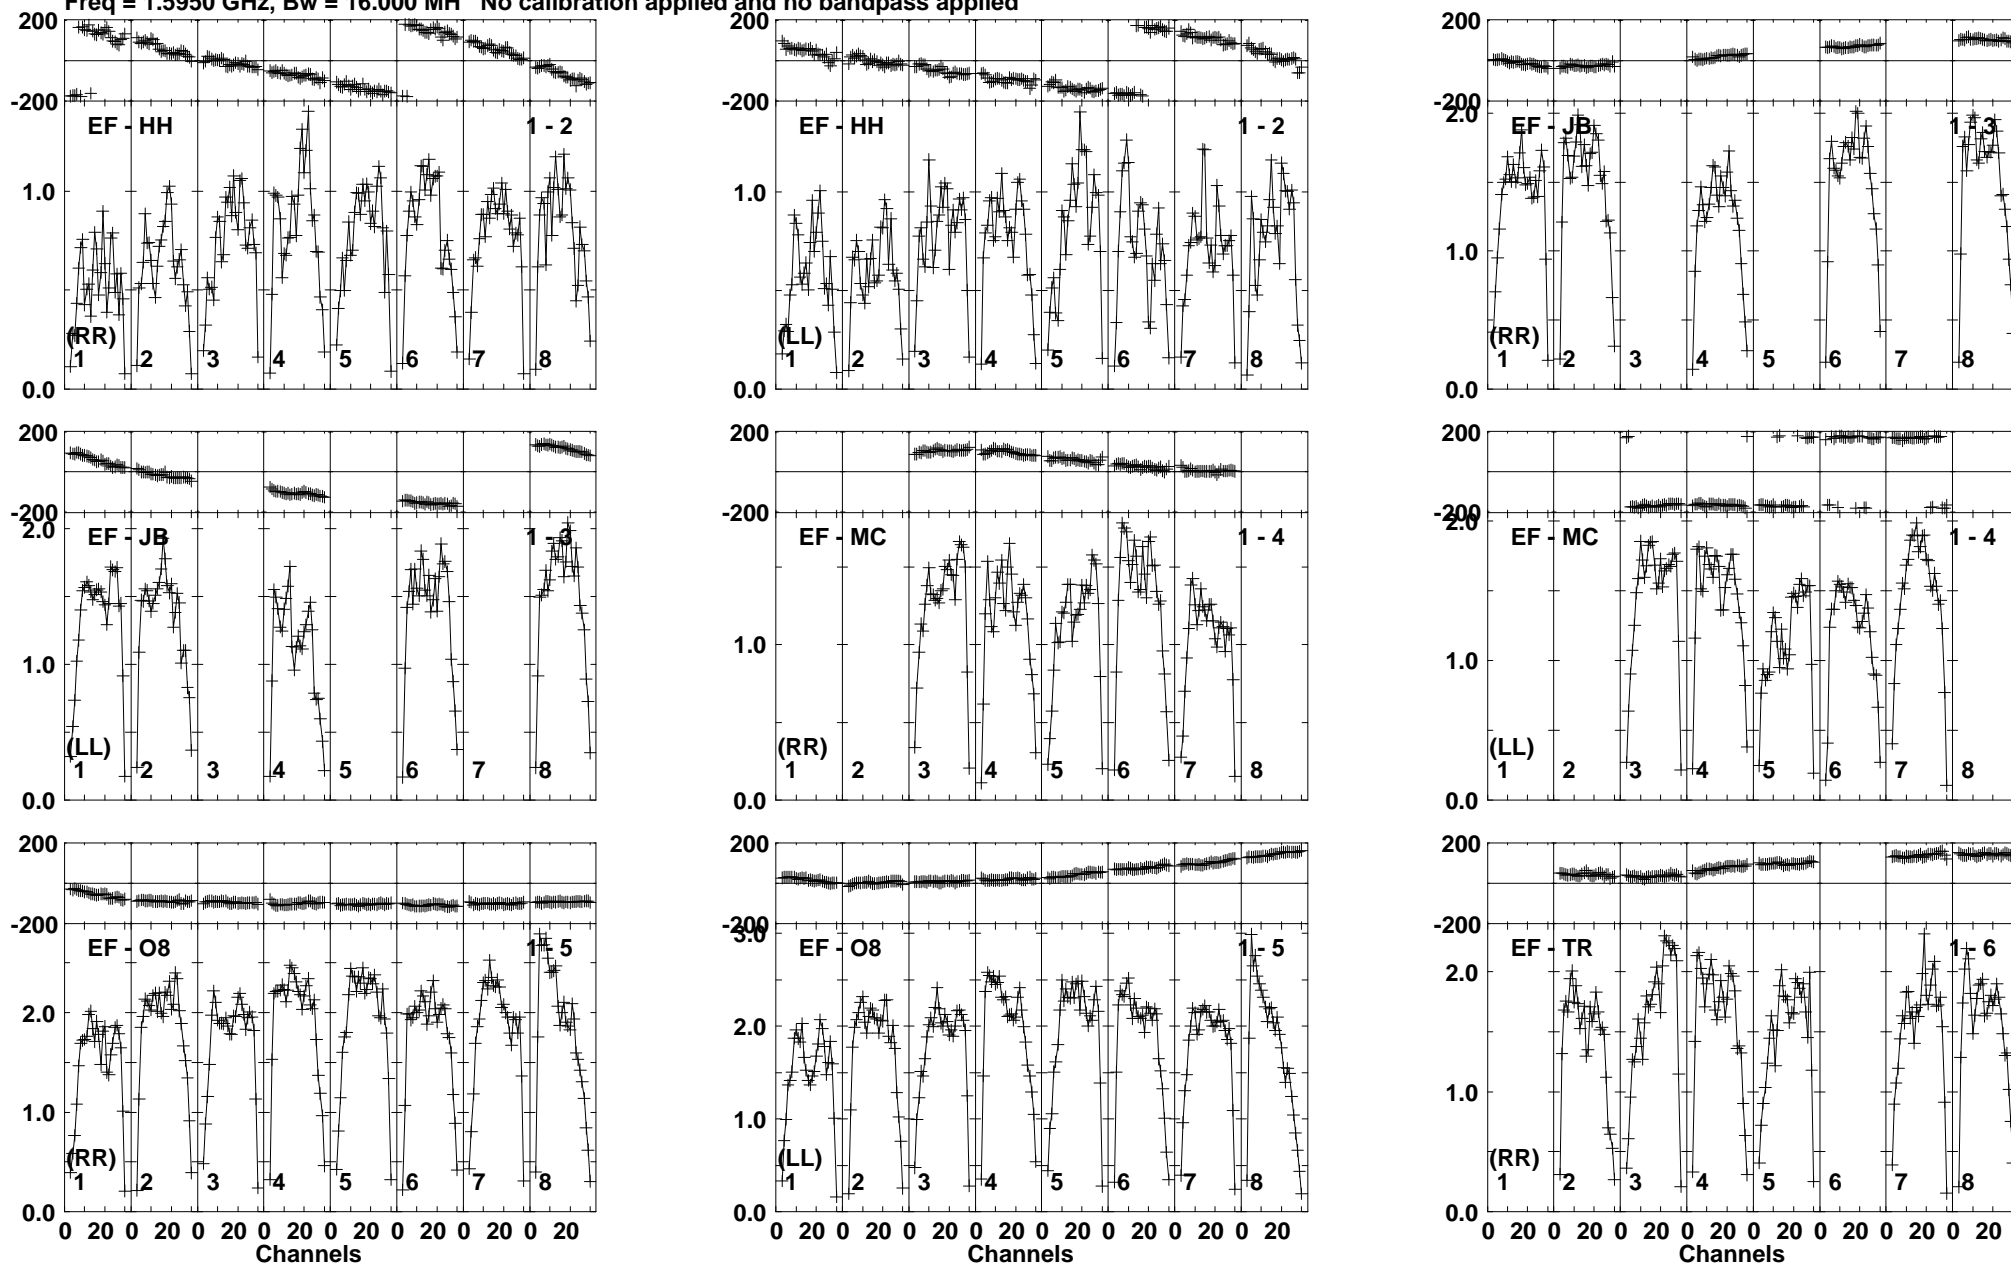 Freq = 1.5950 GHz, Bw = 16.000 MH No calibration applied and no bandpass applied
200 200 200
-200 -200 -200
2.0
EF - HH 1 - 2 EF - HH 1 - 2 EF - JB 1 - 3
1.0 1.0 1.0
(RR) (LL) (RR)
1 2 3 4 5 6 7 8 1 2 3 4 5 6 7 8 1 2 3 4 5 6 7 8
0.0 0.0 0.0
200 200 200
-200 -200 -200
2.0 2.0
EF - JB 1 - 3 EF - MC 1 - 4 EF - MC 1 - 4
1.0 1.0 1.0
(LL) (RR) (LL)
1 2 3 4 5 6 7 8 1 2 3 4 5 6 7 8 1 2 3 4 5 6 7 8
0.0 0.0 0.0
200 200 200
-200 -200 -200
3.0
EF - O8 1 - 5 EF - O8 1 - 5 EF - TR 1 - 6
2.0 2.0 2.0
1.0 1.0 1.0
(RR) (LL) (RR)
1 2 3 4 5 6 7 8 1 2 3 4 5 6 7 8 1 2 3 4 5 6 7 8
0.0 0.0 0.0
0 20 0 20 0 20 0 20 0 20 0 20 0 20 0 20 0 20 0 20 0 20 0 20 0 20 0 20 0 20 0 20 0 20 0 20 0 20 0 20 0 20 0 20 0 20 0 20
Channels Channels Channels